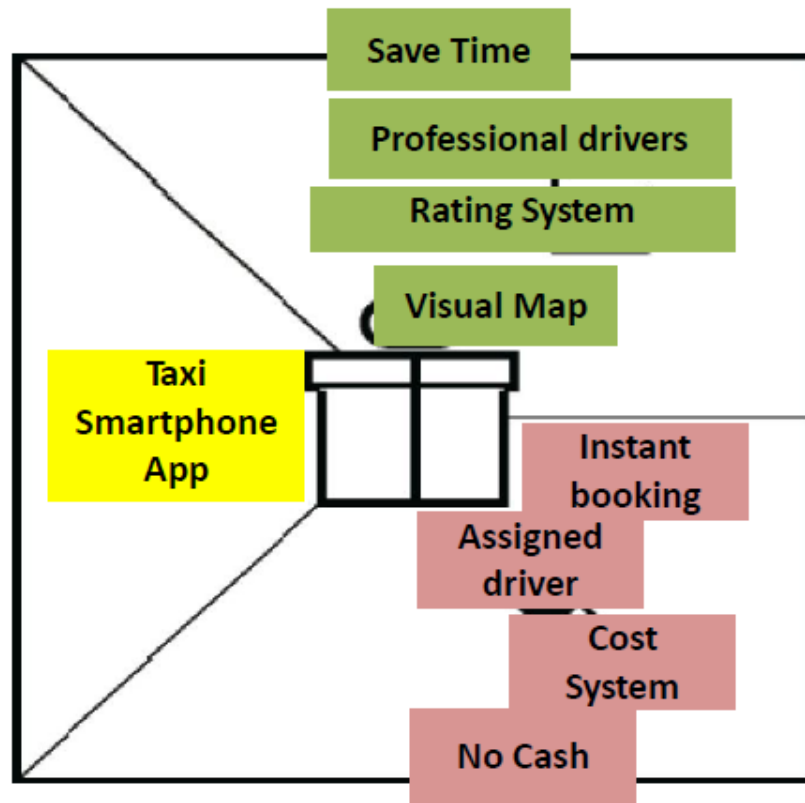 Save Time
Professional drivers
Rating System
Visual Map
Taxi
Smartphone
App
Instant
booking
Assigned
driver
Cost
System
No Cash